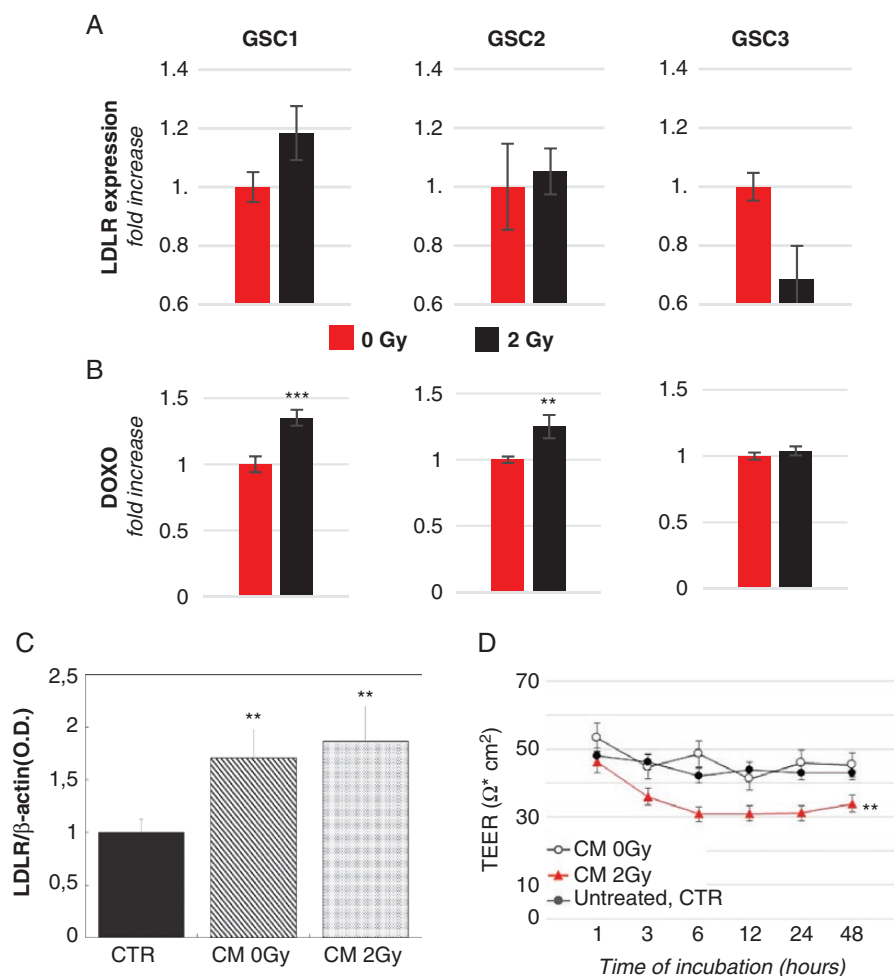 A
GSC1 GSC2 GSC3
LDLR expression
fold increase
1.4 1.4 1.4
1.2 1.2 1.2
1. 1. 1.
0.8 0.8 0.8
0.6 0.6 0.6
0 Gy 2 Gy
B
DOXO
fold increase
1.5 1.5 1.5
1 1 1
0.5 0.5 0.5
0 0 0
*** **
C
LDLR/β-actin(O.D.)
2,5
2
1,5
1
0,5
0
** **
CTR CM 0Gy CM 2Gy
D
TEER (Ω* cm²)
70
50
30
10
0
**
CM 0Gy
CM 2Gy
Untreated, CTR
1 3 6 12 24 48
Time of incubation (hours)